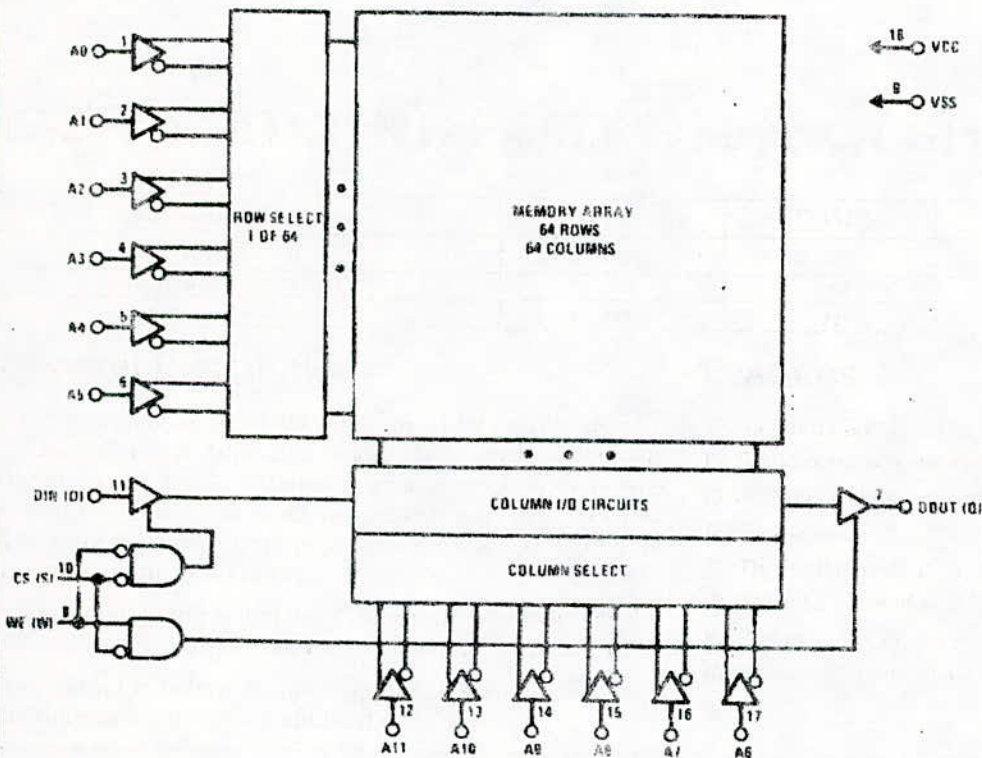 A0 1
A1 2
A2 3
A3 4
A4 5
A5 6
ROW SELECT
1 OF 64
MEMORY ARRAY
64 ROWS
64 COLUMNS
18 VCC
9 VSS
DIN (D) 11
COLUMN I/O CIRCUITS
7 DOUT (Q)
COLUMN SELECT
CS (S) 10
WE (W) 8
12 13 14 15 16 17
A11 A10 A9 A8 A7 A6